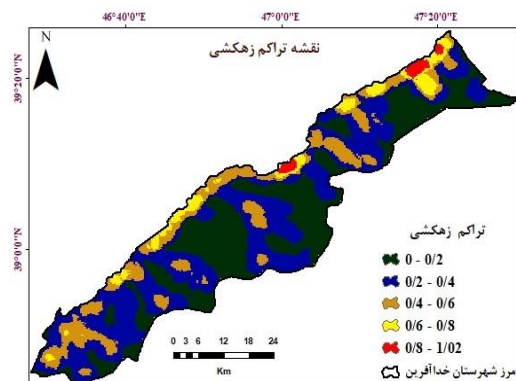 46°40'0"E 47°0'0"E 47°20'0"E
N
نقشه تراکم زهکشی
39°20'0"N
39°0'0"N
تراکم زهکشی
0 - 0/2
0/2 - 0/4
0/4 - 0/6
0/6 - 0/8
0/8 - 1/02
مرز شهرستان خداآفرین
0 3 6 12 18 24
Km